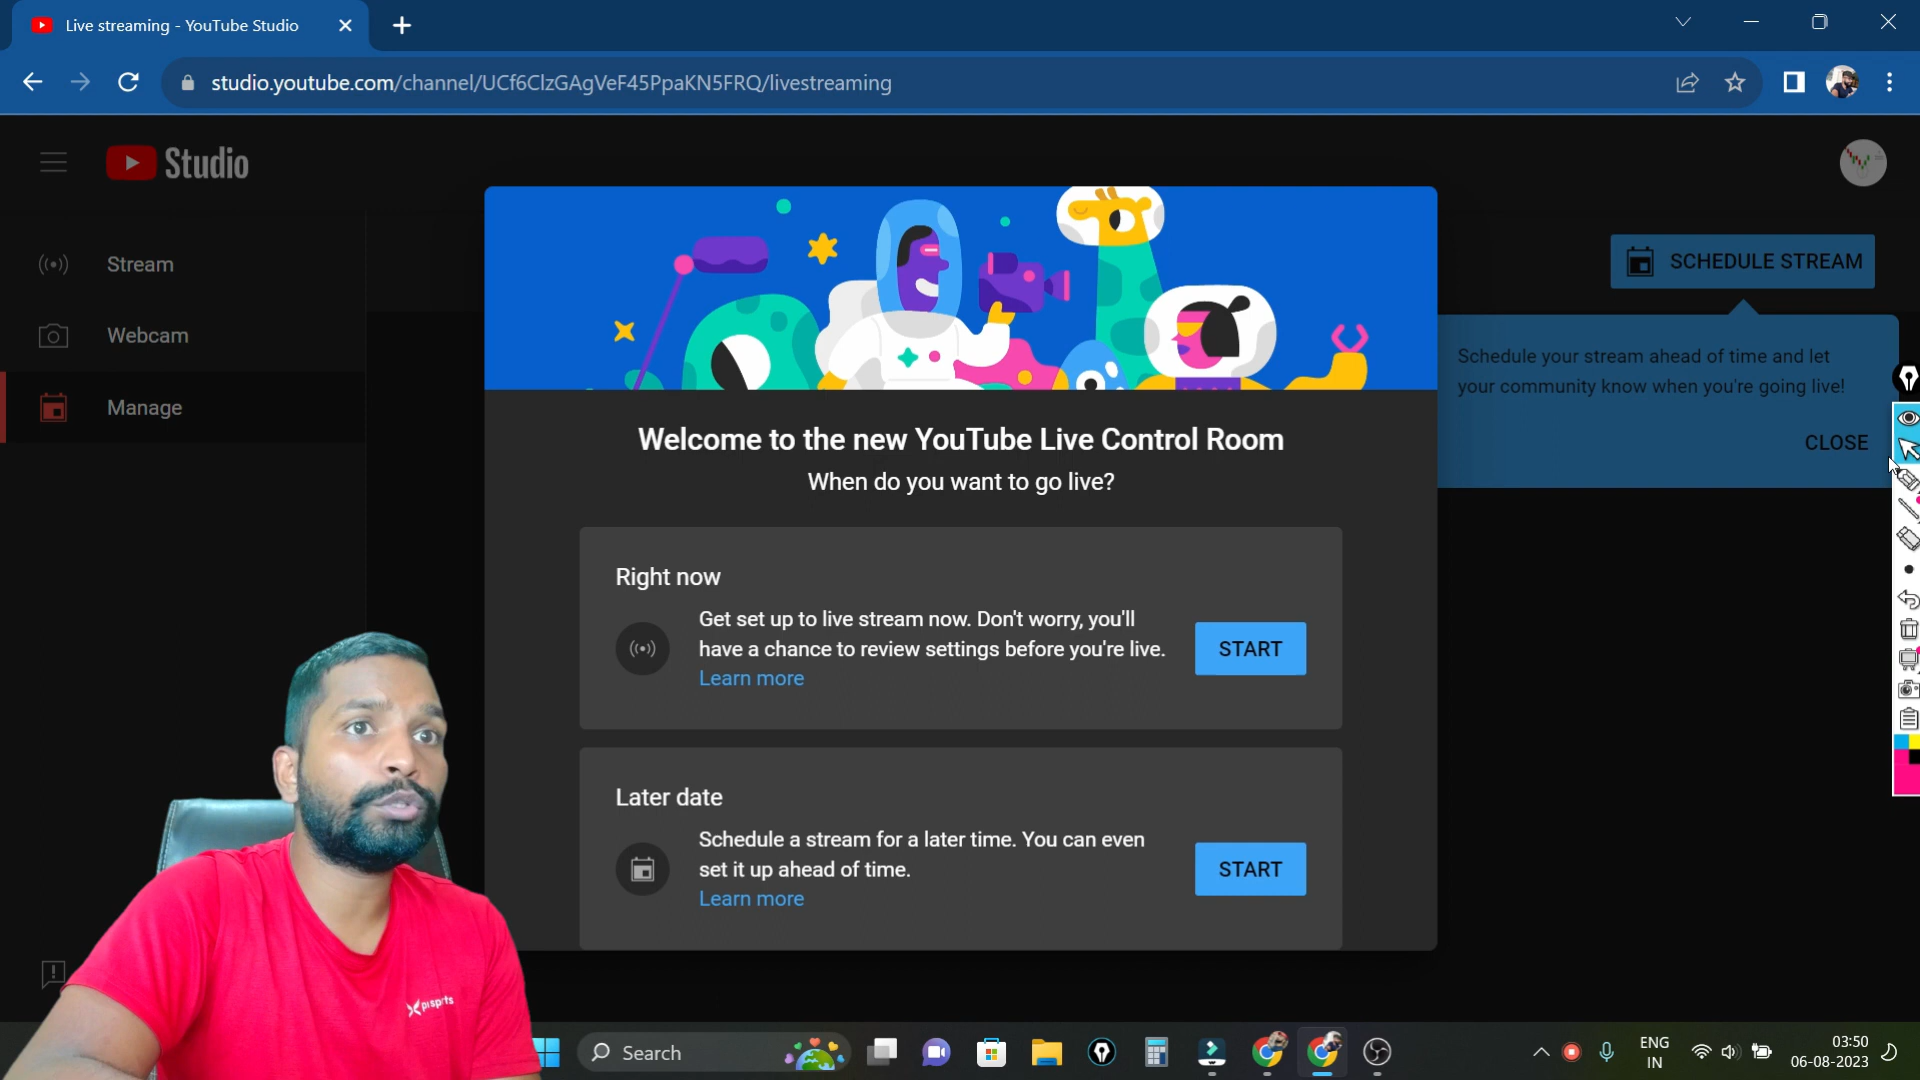 Live streaming - YouTube Studio
studio.youtube.com/channel/UCf6ClzGAgVeF45PpaKN5FRQ/livestreaming
Studio
Stream
Webcam
Manage
SCHEDULE STREAM
Schedule your stream ahead of time and let
your community know when you're going live!
CLOSE
Welcome to the new YouTube Live Control Room
When do you want to go live?
Right now
Get set up to live stream now. Don't worry, you'll
have a chance to review settings before you're live.
Learn more
START
Later date
Schedule a stream for a later time. You can even
set it up ahead of time.
Learn more
START
Search
ENG
IN
03:50
06-08-2023